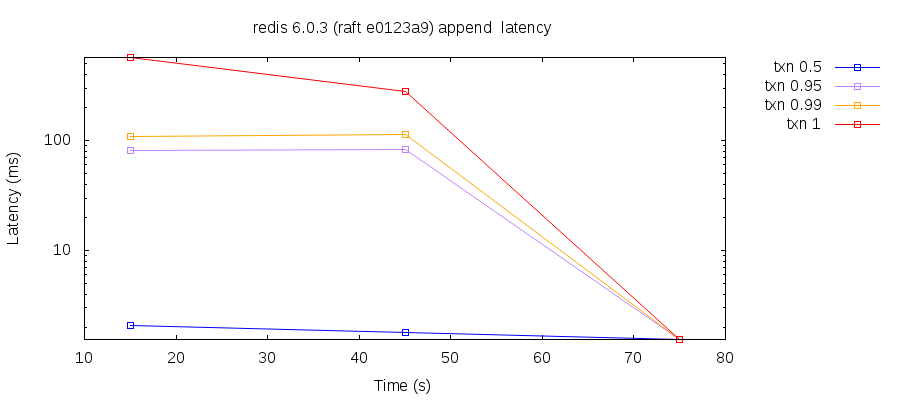 redis 6.0.3 (raft e0123a9) append  latency
txn 0.5
txn 0.95
txn 0.99
txn 1
Latency (ms)
100
10
10 20 30 40 50 60 70 80
Time (s)